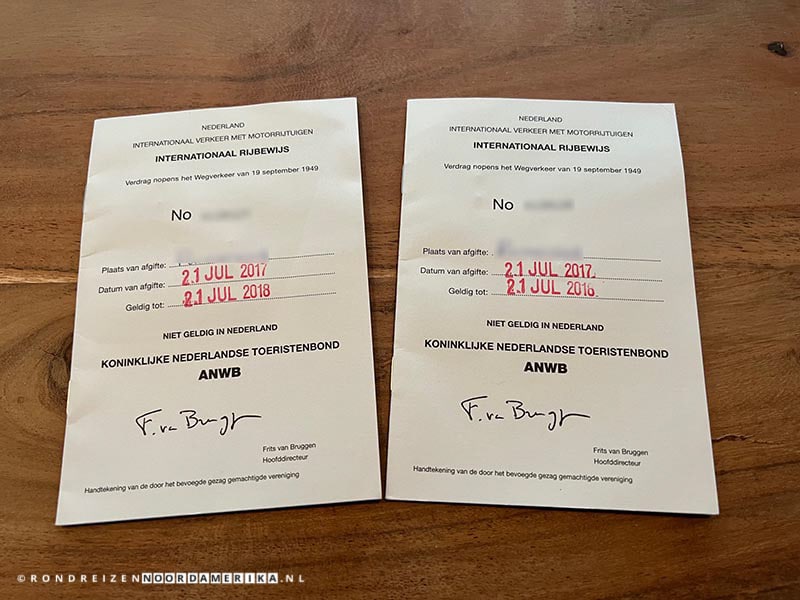 NEDERLAND
INTERNATIONAAL VERKEER MET MOTORRIJTUIGEN
INTERNATIONAAL RIJBEWIJS
Verdrag nopens het Wegverkeer van 19 september 1949
No
Plaats van afgifte:
Datum van afgifte: 21 JUL 2017
Geldig tot: 21 JUL 2018
NIET GELDIG IN NEDERLAND
KONINKLIJKE NEDERLANDSE TOERISTENBOND
ANWB
F. van Brugg
Frits van Bruggen
Hoofddirecteur
Handtekening van de door het bevoegde gezag gemachtigde vereniging
NEDERLAND
INTERNATIONAAL VERKEER MET MOTORRIJTUIGEN
INTERNATIONAAL RIJBEWIJS
Verdrag nopens het Wegverkeer van 19 september 1949
No
Plaats van afgifte:
Datum van afgifte: 21 JUL 2017
Geldig tot: 21 JUL 2018
NIET GELDIG IN NEDERLAND
KONINKLIJKE NEDERLANDSE TOERISTENBOND
ANWB
F. van Brugg
Frits van Bruggen
Hoofddirecteur
Handtekening van de door het bevoegde gezag gemachtigde vereniging
© RONDREIZENNOORDAMERIKA.NL